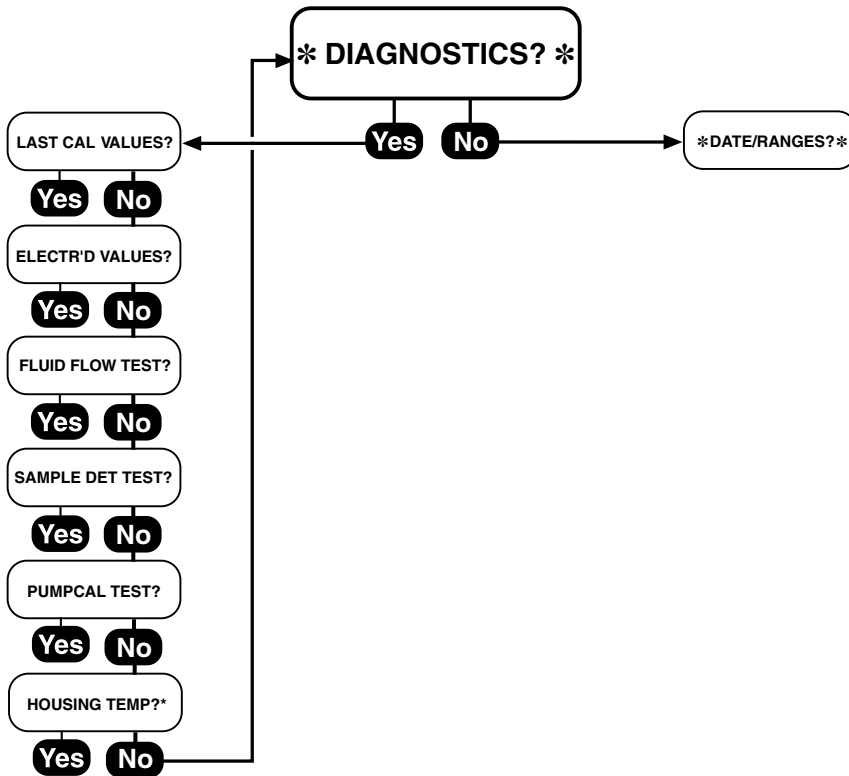 ✻ DIAGNOSTICS? ✻
Yes No
LAST CAL VALUES?
✻DATE/RANGES?✻
Yes No
ELECTR'D VALUES?
Yes No
FLUID FLOW TEST?
Yes No
SAMPLE DET TEST?
Yes No
PUMPCAL TEST?
Yes No
HOUSING TEMP?*
Yes No